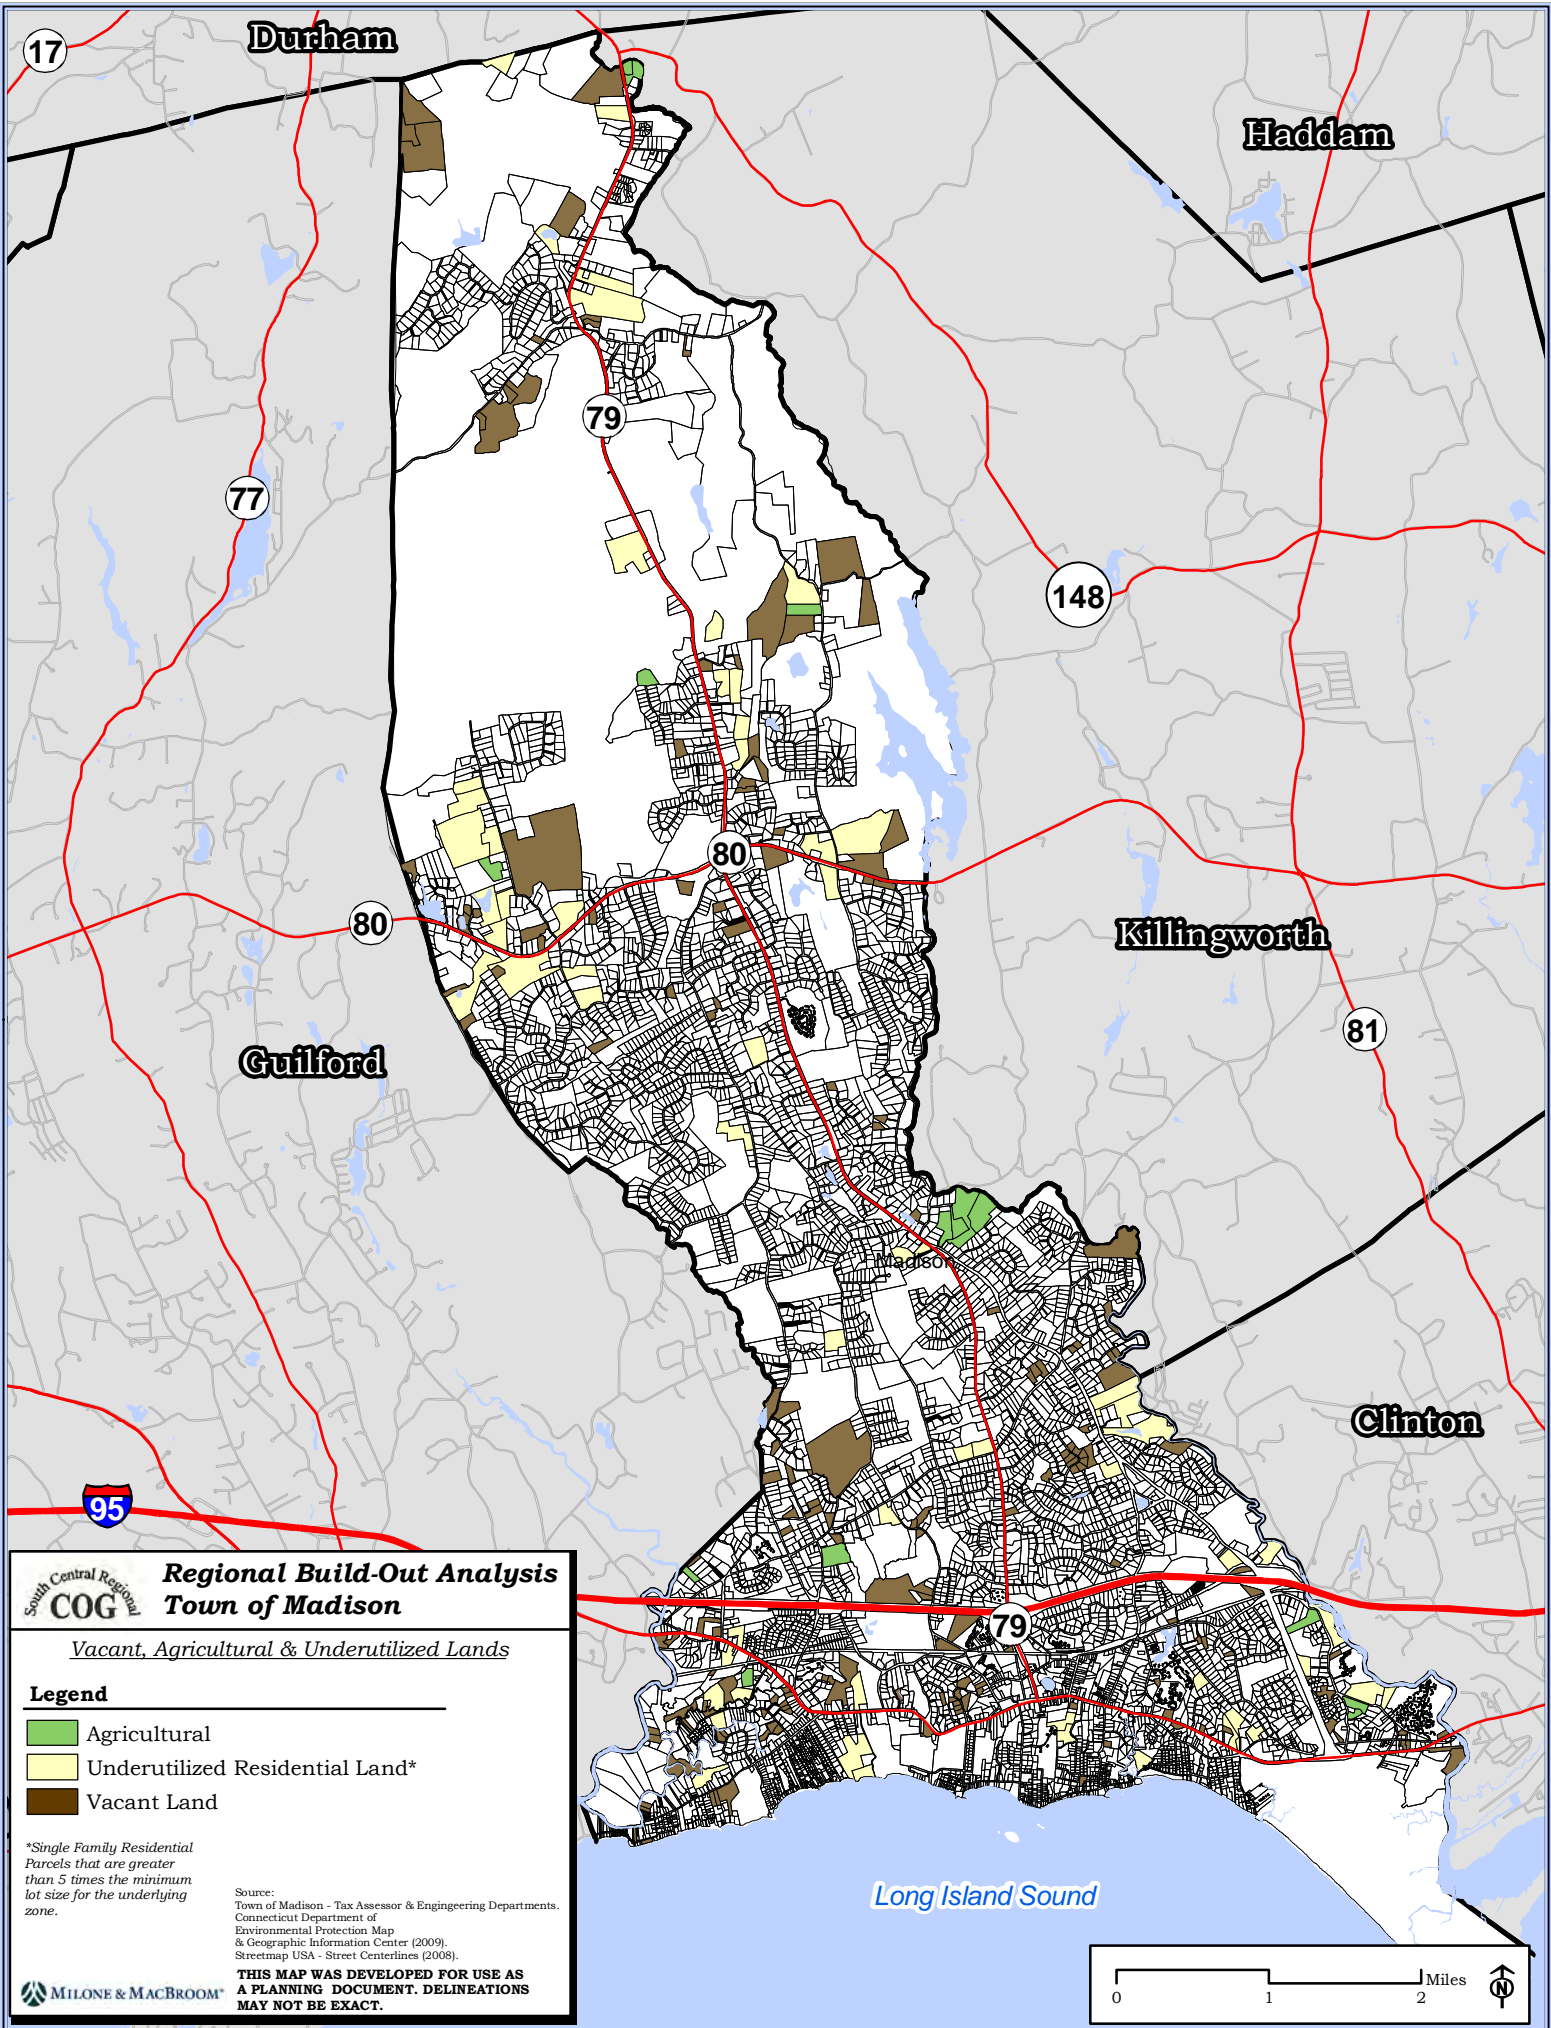 17
Durham
Haddam
79
77
148
80
80
Killingworth
81
Guilford
Madison
Clinton
95
79
Long Island Sound
South Central Regional
COG
Regional Build-Out Analysis
Town of Madison
Vacant, Agricultural & Underutilized Lands
Legend
Agricultural
Underutilized Residential Land*
Vacant Land
*Single Family Residential
Parcels that are greater
than 5 times the minimum
lot size for the underlying
zone.
Source:
Town of Madison - Tax Assessor & Engingeering Departments.
Connecticut Department of
Environmental Protection Map
& Geographic Information Center (2009).
Streetmap USA - Street Centerlines (2008).
THIS MAP WAS DEVELOPED FOR USE AS
A PLANNING DOCUMENT. DELINEATIONS
MAY NOT BE EXACT.
MILONE & MACBROOM®
Miles
0 1 2
N